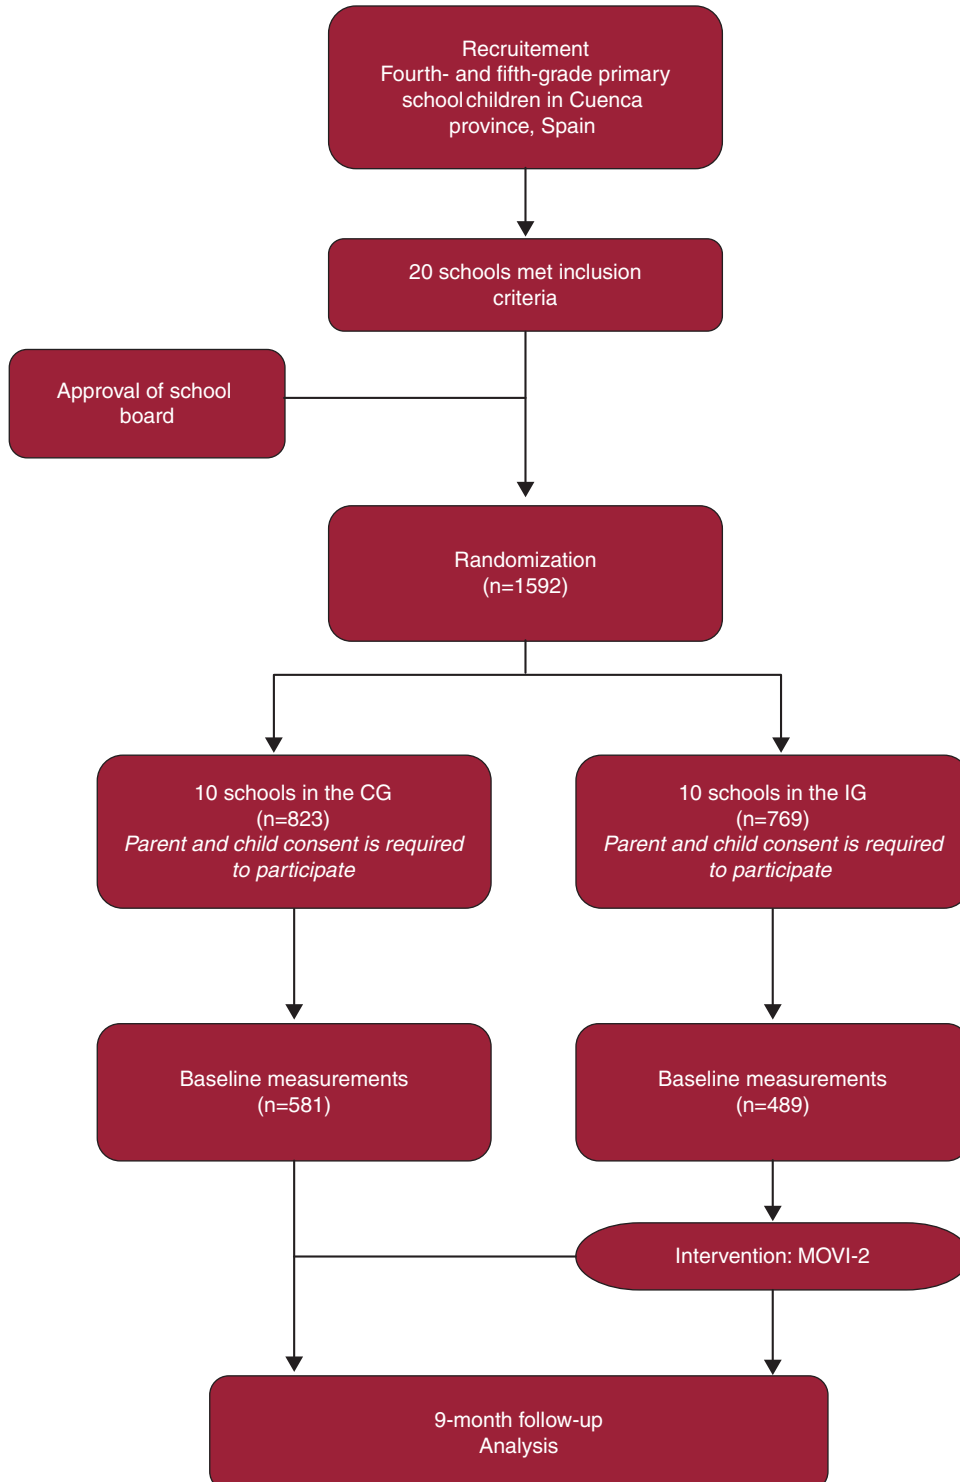 Recruitement
Fourth- and fifth-grade primary
schoolchildren in Cuenca
province, Spain
20 schools met inclusion
criteria
Approval of school
board
Randomization
(n=1592)
10 schools in the CG
(n=823)
Parent and child consent is required
to participate
10 schools in the IG
(n=769)
Parent and child consent is required
to participate
Baseline measurements
(n=581)
Baseline measurements
(n=489)
Intervention: MOVI-2
9-month follow-up
Analysis